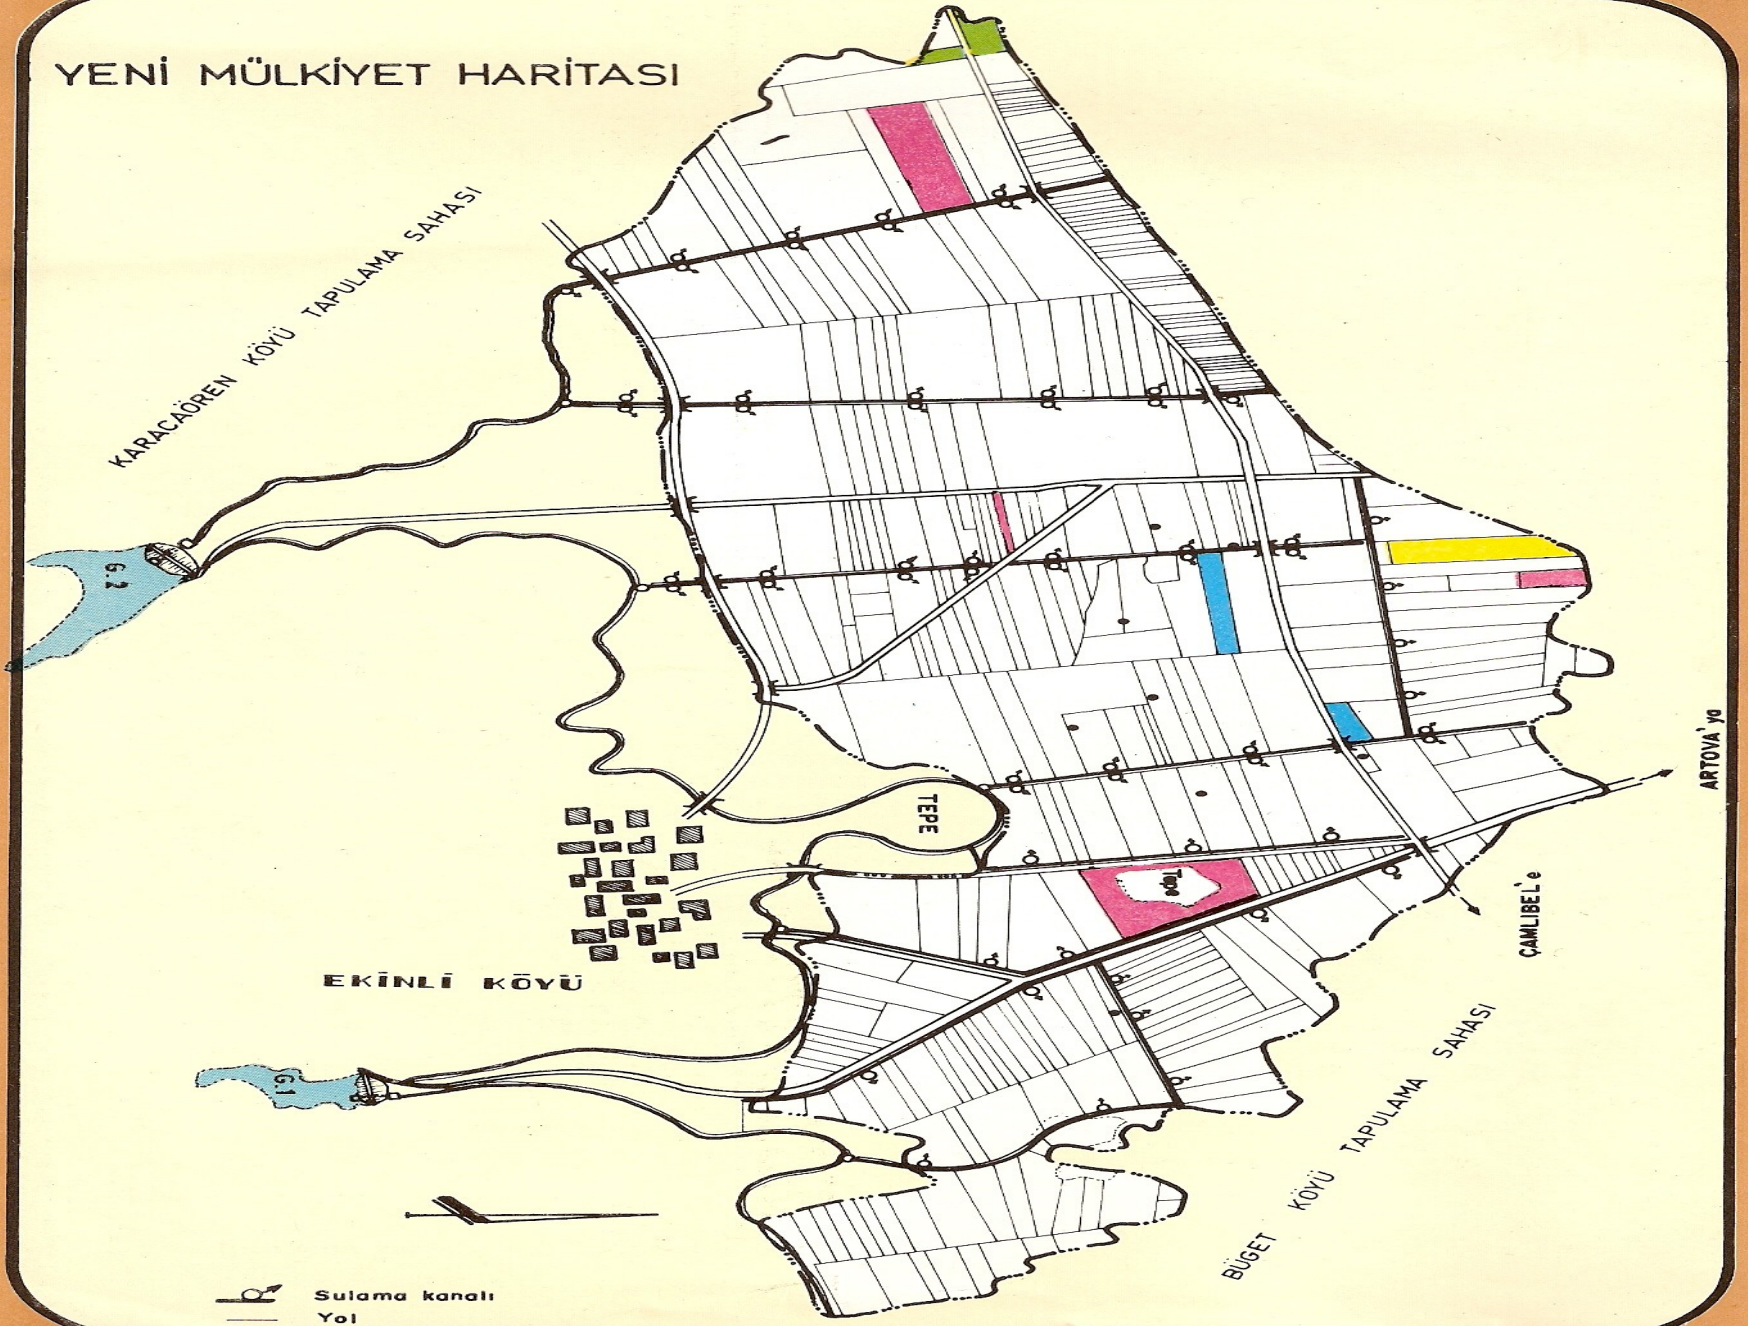 YENİ MÜLKİYET HARİTASI
KARACAÖREN KÖYÜ TAPULAMA SAHASI
G.2
TEPE
Tepe
ARTOVA'ya
ÇAMLIBEL'e
EKİNLİ KÖYÜ
G.1
BÜGET KÖYÜ TAPULAMA SAHASI
Sulama kanalı
Yol